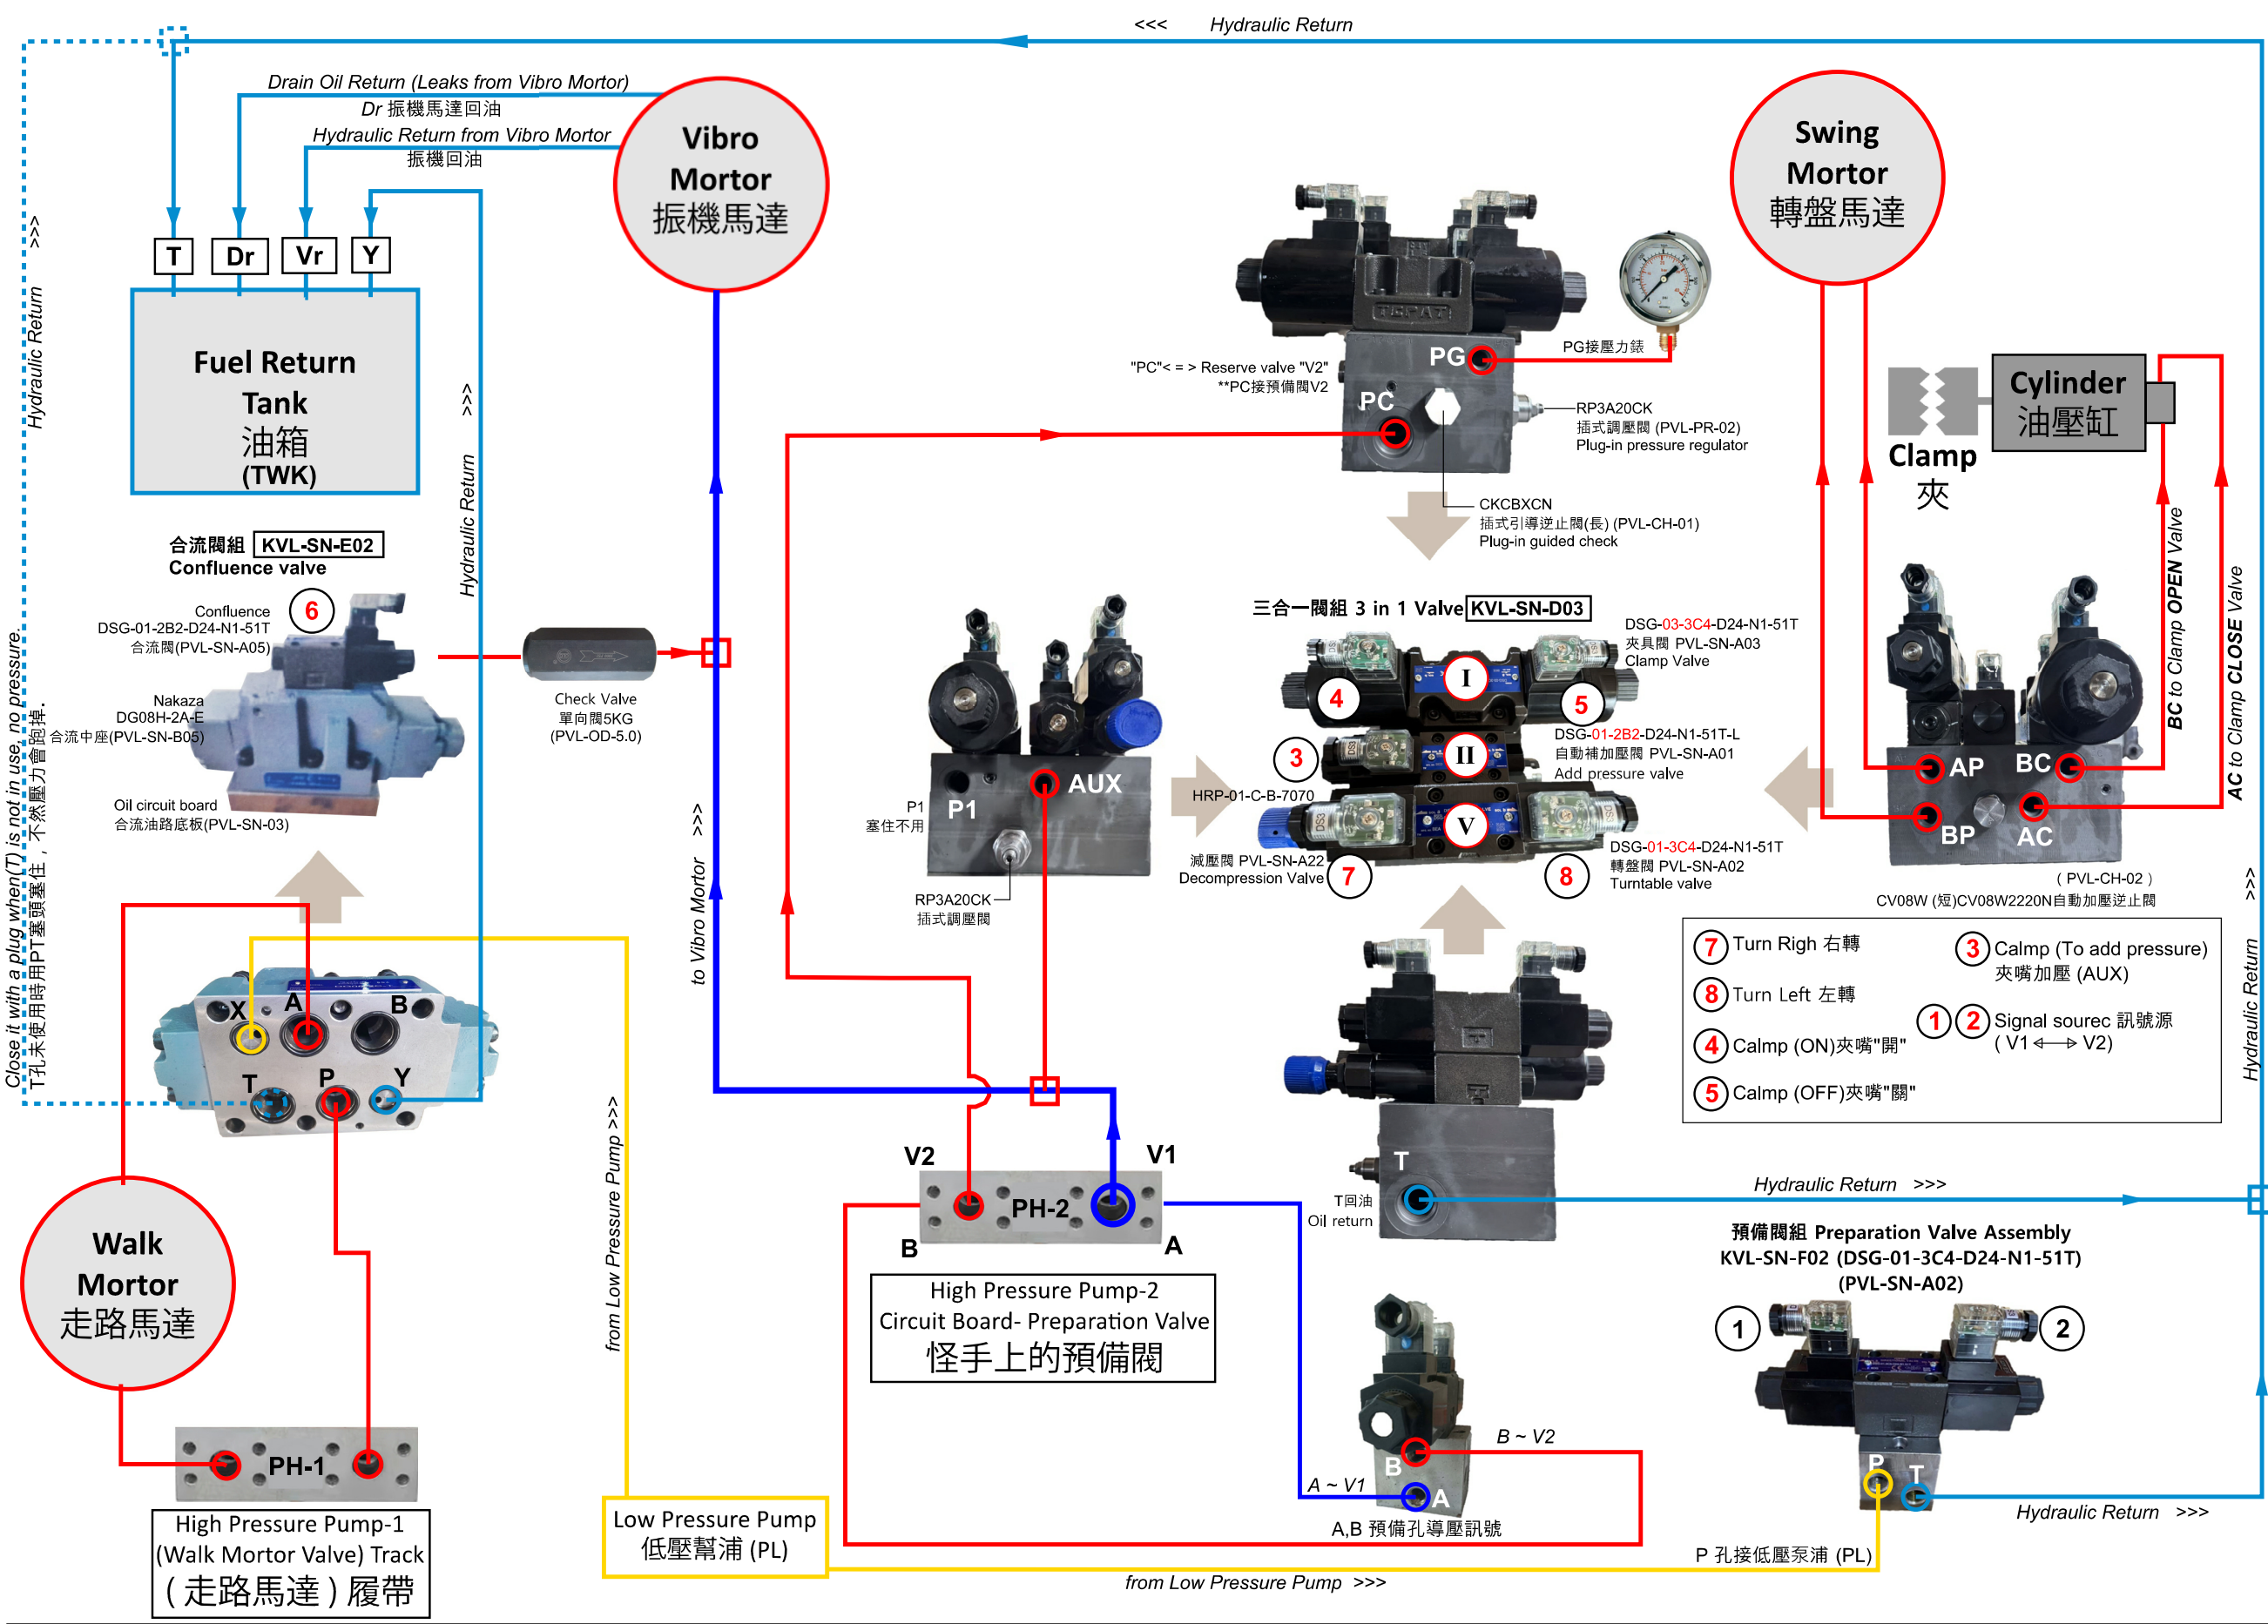 <<< Hydraulic Return
Drain Oil Return (Leaks from Vibro Mortor)
Dr 振機馬達回油
Hydraulic Return from Vibro Mortor
振機回油
Vibro
Mortor
振機馬達
Swing
Mortor
轉盤馬達
T
Dr
Vr
Y
Fuel Return
Tank
油箱
(TWK)
Hydraulic Return >>>
Hydraulic Return >>>
Hydraulic Return >>>
TOPAT
PG
PC
PG接壓力錶
"PC"< = > Reserve valve "V2"
**PC接預備閥V2
RP3A20CK
插式調壓閥 (PVL-PR-02)
Plug-in pressure regulator
CKCBXCN
插式引導逆止閥(長) (PVL-CH-01)
Plug-in guided check
Cylinder
油壓缸
Clamp
夾
BC to Clamp OPEN Valve
AC to Clamp CLOSE Valve
合流閥組 KVL-SN-E02
Confluence valve
6
Confluence
DSG-01-2B2-D24-N1-51T
合流閥(PVL-SN-A05)
Nakaza
DG08H-2A-E
合流中座(PVL-SN-B05)
Oil circuit board
合流油路底板(PVL-SN-03)
Check Valve
單向閥5KG
(PVL-OD-5.0)
Close it with a plug when(T) is not in use. no pressure.
T孔未使用時用PT塞頭塞住，不然壓力會跑掉.
to Vibro Mortor >>>
P1
AUX
P1
塞住不用
RP3A20CK
插式調壓閥
三合一閥組 3 in 1 Valve KVL-SN-D03
DSG-03-3C4-D24-N1-51T
夾具閥 PVL-SN-A03
Clamp Valve
I
4
5
DSG-01-2B2-D24-N1-51T-L
自動補加壓閥 PVL-SN-A01
Add pressure valve
II
3
HRP-01-C-B-7070
V
減壓閥 PVL-SN-A22
Decompression Valve
7
8
DSG-01-3C4-D24-N1-51T
轉盤閥 PVL-SN-A02
Turntable valve
AP
BC
BP
AC
( PVL-CH-02 )
CV08W (短)CV08W2220N自動加壓逆止閥
7 Turn Righ 右轉
8 Turn Left 左轉
4 Calmp (ON)夾嘴"開"
5 Calmp (OFF)夾嘴"關"
3 Calmp (To add pressure)
夾嘴加壓 (AUX)
1 2 Signal sourec 訊號源
( V1 ⟷ V2)
Hydraulic Return >>>
X
A
B
T
P
Y
from Low Pressure Pump >>>
T
T回油
Oil return
Hydraulic Return >>>
V2
V1
PH-2
B
A
High Pressure Pump-2
Circuit Board- Preparation Valve
怪手上的預備閥
Walk
Mortor
走路馬達
PH-1
High Pressure Pump-1
(Walk Mortor Valve) Track
( 走路馬達 ) 履帶
Low Pressure Pump
低壓幫浦 (PL)
from Low Pressure Pump >>>
A ~ V1
B ~ V2
B
A
A,B 預備孔導壓訊號
預備閥組 Preparation Valve Assembly
KVL-SN-F02 (DSG-01-3C4-D24-N1-51T)
(PVL-SN-A02)
1
2
P
T
P 孔接低壓泵浦 (PL)
Hydraulic Return >>>